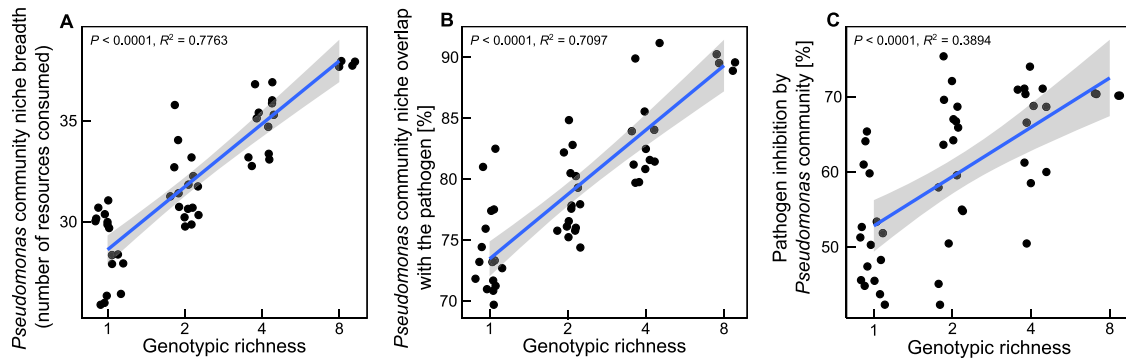 A
P < 0.0001, R² = 0.7763
Pseudomonas community niche breadth
(number of resources consumed)
35
30
1
2
4
8
Genotypic richness
B
P < 0.0001, R² = 0.7097
Pseudomonas community niche overlap
with the pathogen [%]
90
85
80
75
70
1
2
4
8
Genotypic richness
C
P < 0.0001, R² = 0.3894
Pathogen inhibition by
Pseudomonas community [%]
70
60
50
1
2
4
8
Genotypic richness